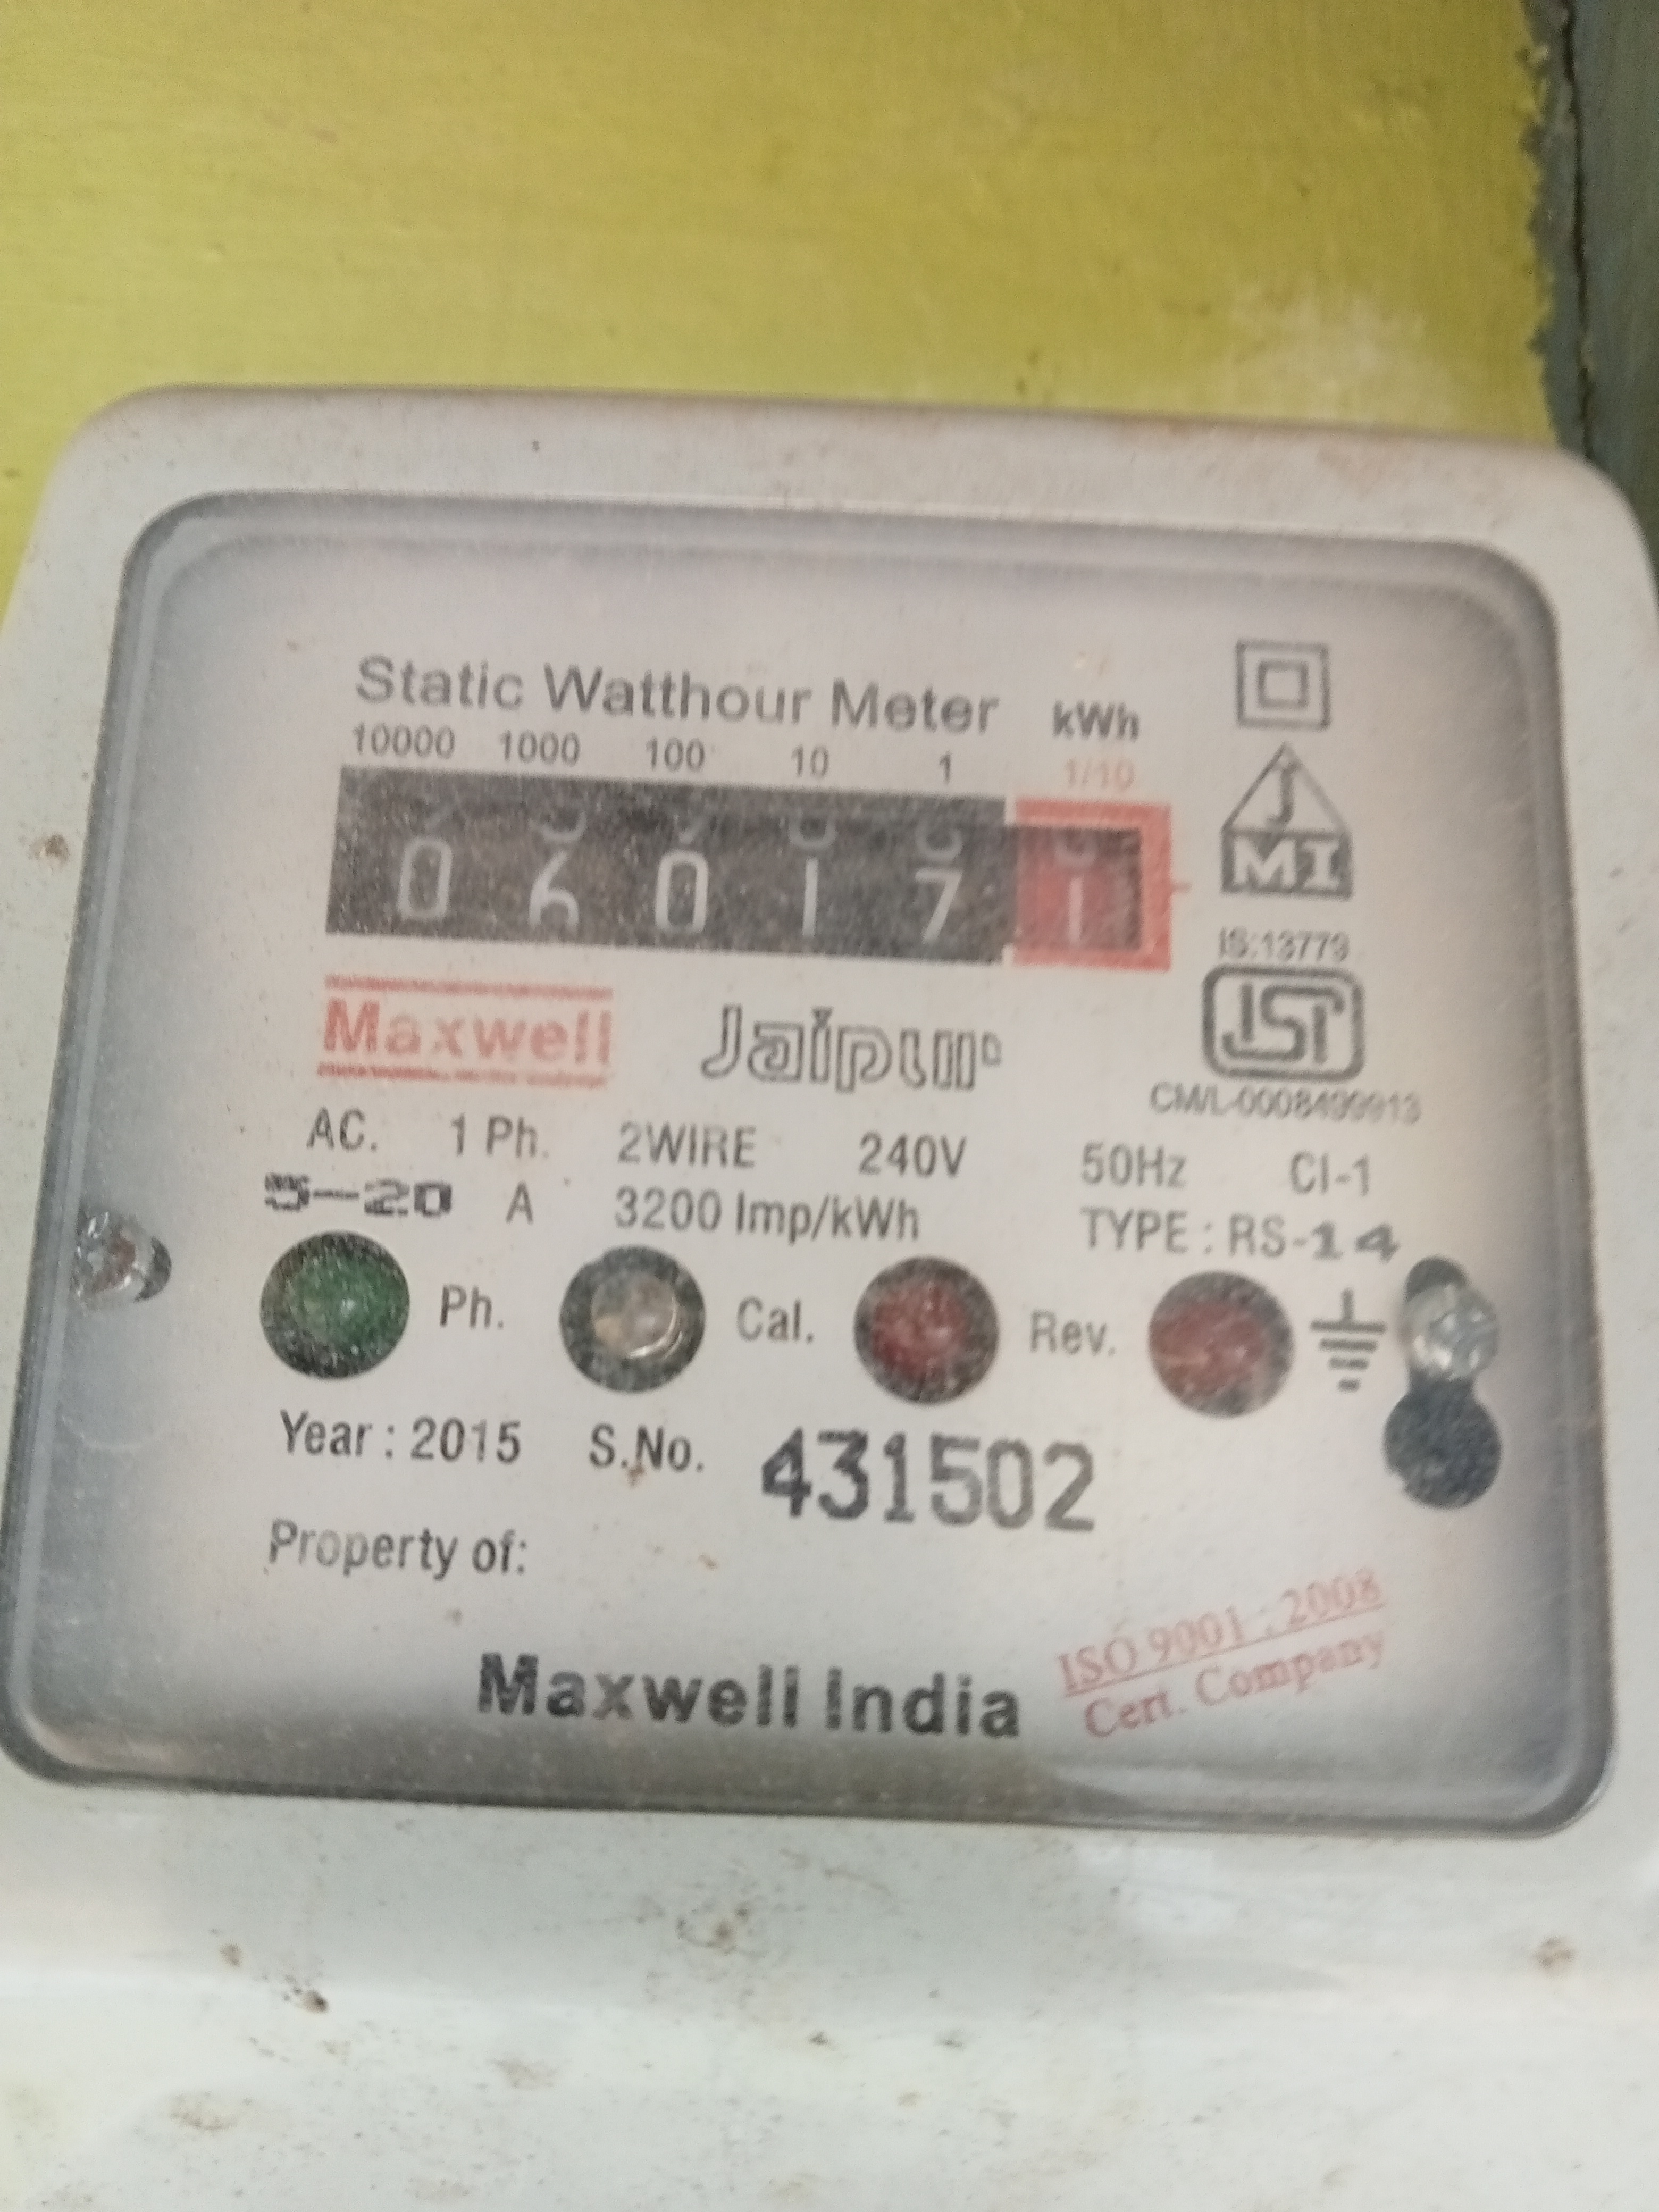 Static Watthour Meter kWh
10000 1000 100 10 1 1/10
0 6 0 1 7 1
J
MI
IS:13779
Maxwell Jaipur
ISI
CM/L-0008499913
AC. 1 Ph. 2WIRE 240V 50Hz Cl-1
5-20 A 3200 Imp/kWh TYPE : RS-14
Ph. Cal. Rev.
Year : 2015 S.No. 431502
Property of:
Maxwell India
ISO 9001 : 2008
Cert. Company